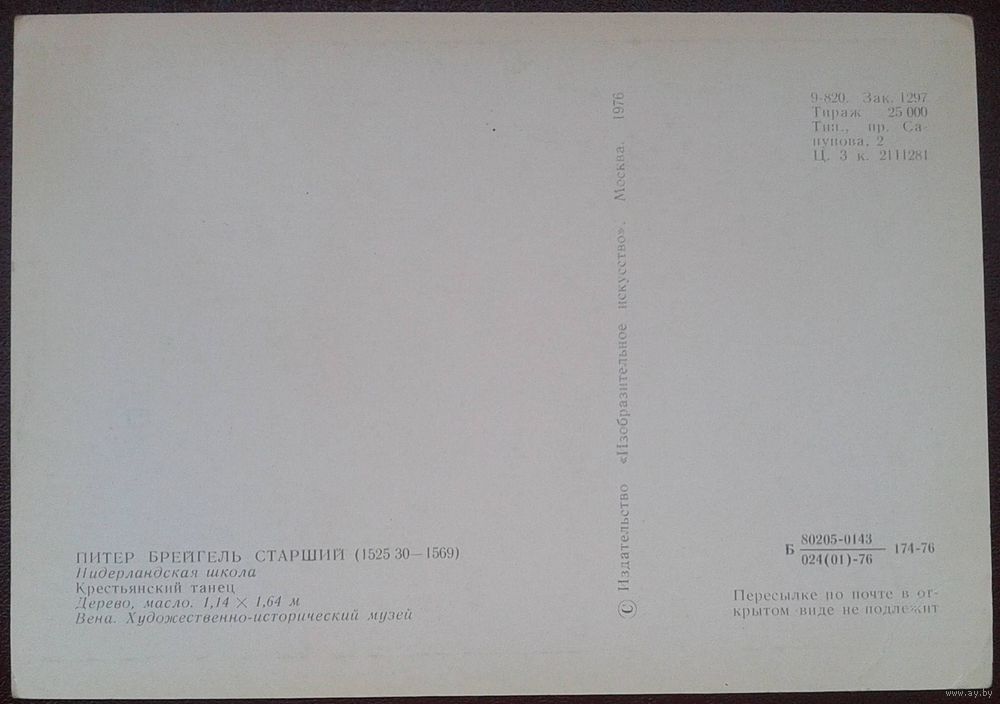 ПИТЕР БРЕЙГЕЛЬ СТАРШИЙ (1525 30—1569)
Нидерландская школа
Крестьянский танец
Дерево, масло. 1,14 × 1,64 м
Вена. Художественно-исторический музей
© Издательство «Изобразительное искусство». Москва. 1976
9-820. Зак. 1297
Тираж 25 000
Тип., пр. Са-
пунова, 2
Ц. 3 к. 2111281
Б 80205-0143 174-76
024(01)-76
Пересылке по почте в от-
крытом виде не подлежит
www.ay.by